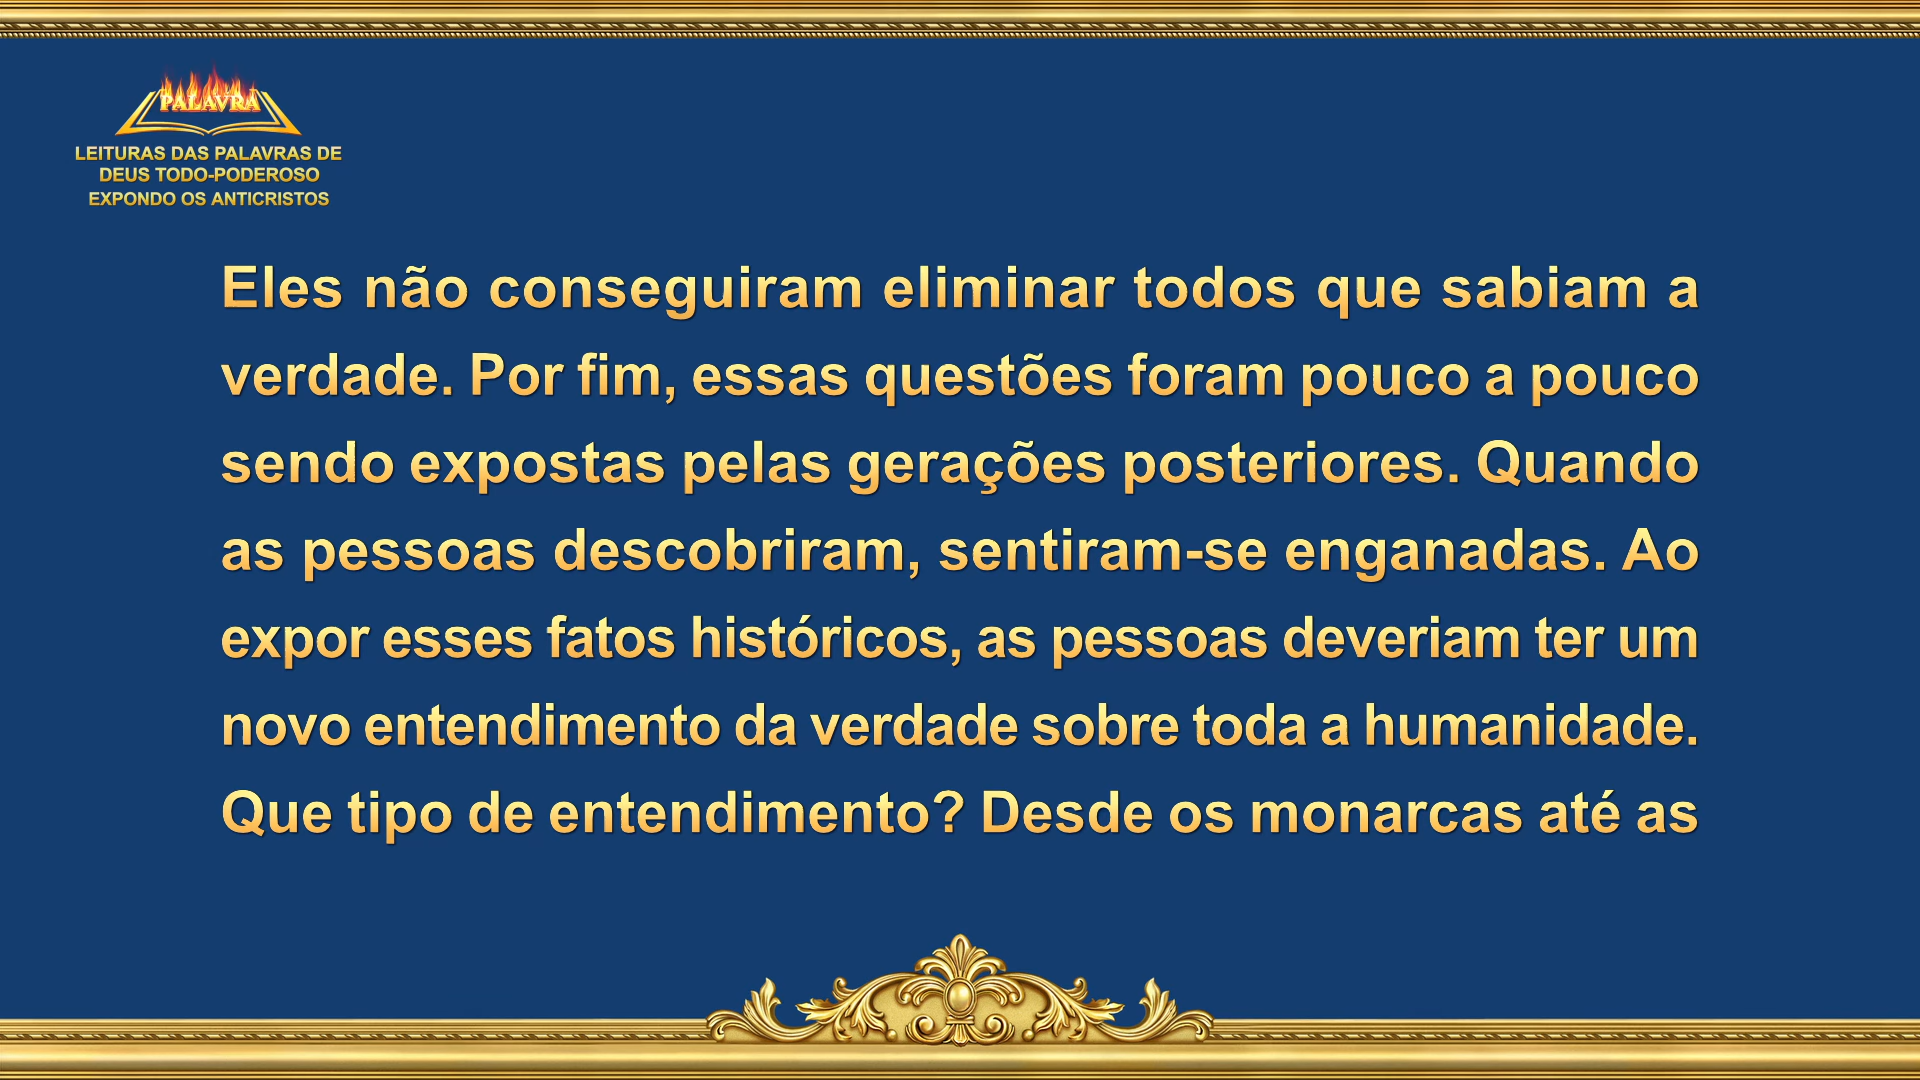 PALAVRA
LEITURAS DAS PALAVRAS DE
DEUS TODO-PODEROSO
EXPONDO OS ANTICRISTOS
Eles não conseguiram eliminar todos que sabiam a
verdade. Por fim, essas questões foram pouco a pouco
sendo expostas pelas gerações posteriores. Quando
as pessoas descobriram, sentiram-se enganadas. Ao
expor esses fatos históricos, as pessoas deveriam ter um
novo entendimento da verdade sobre toda a humanidade.
Que tipo de entendimento? Desde os monarcas até as